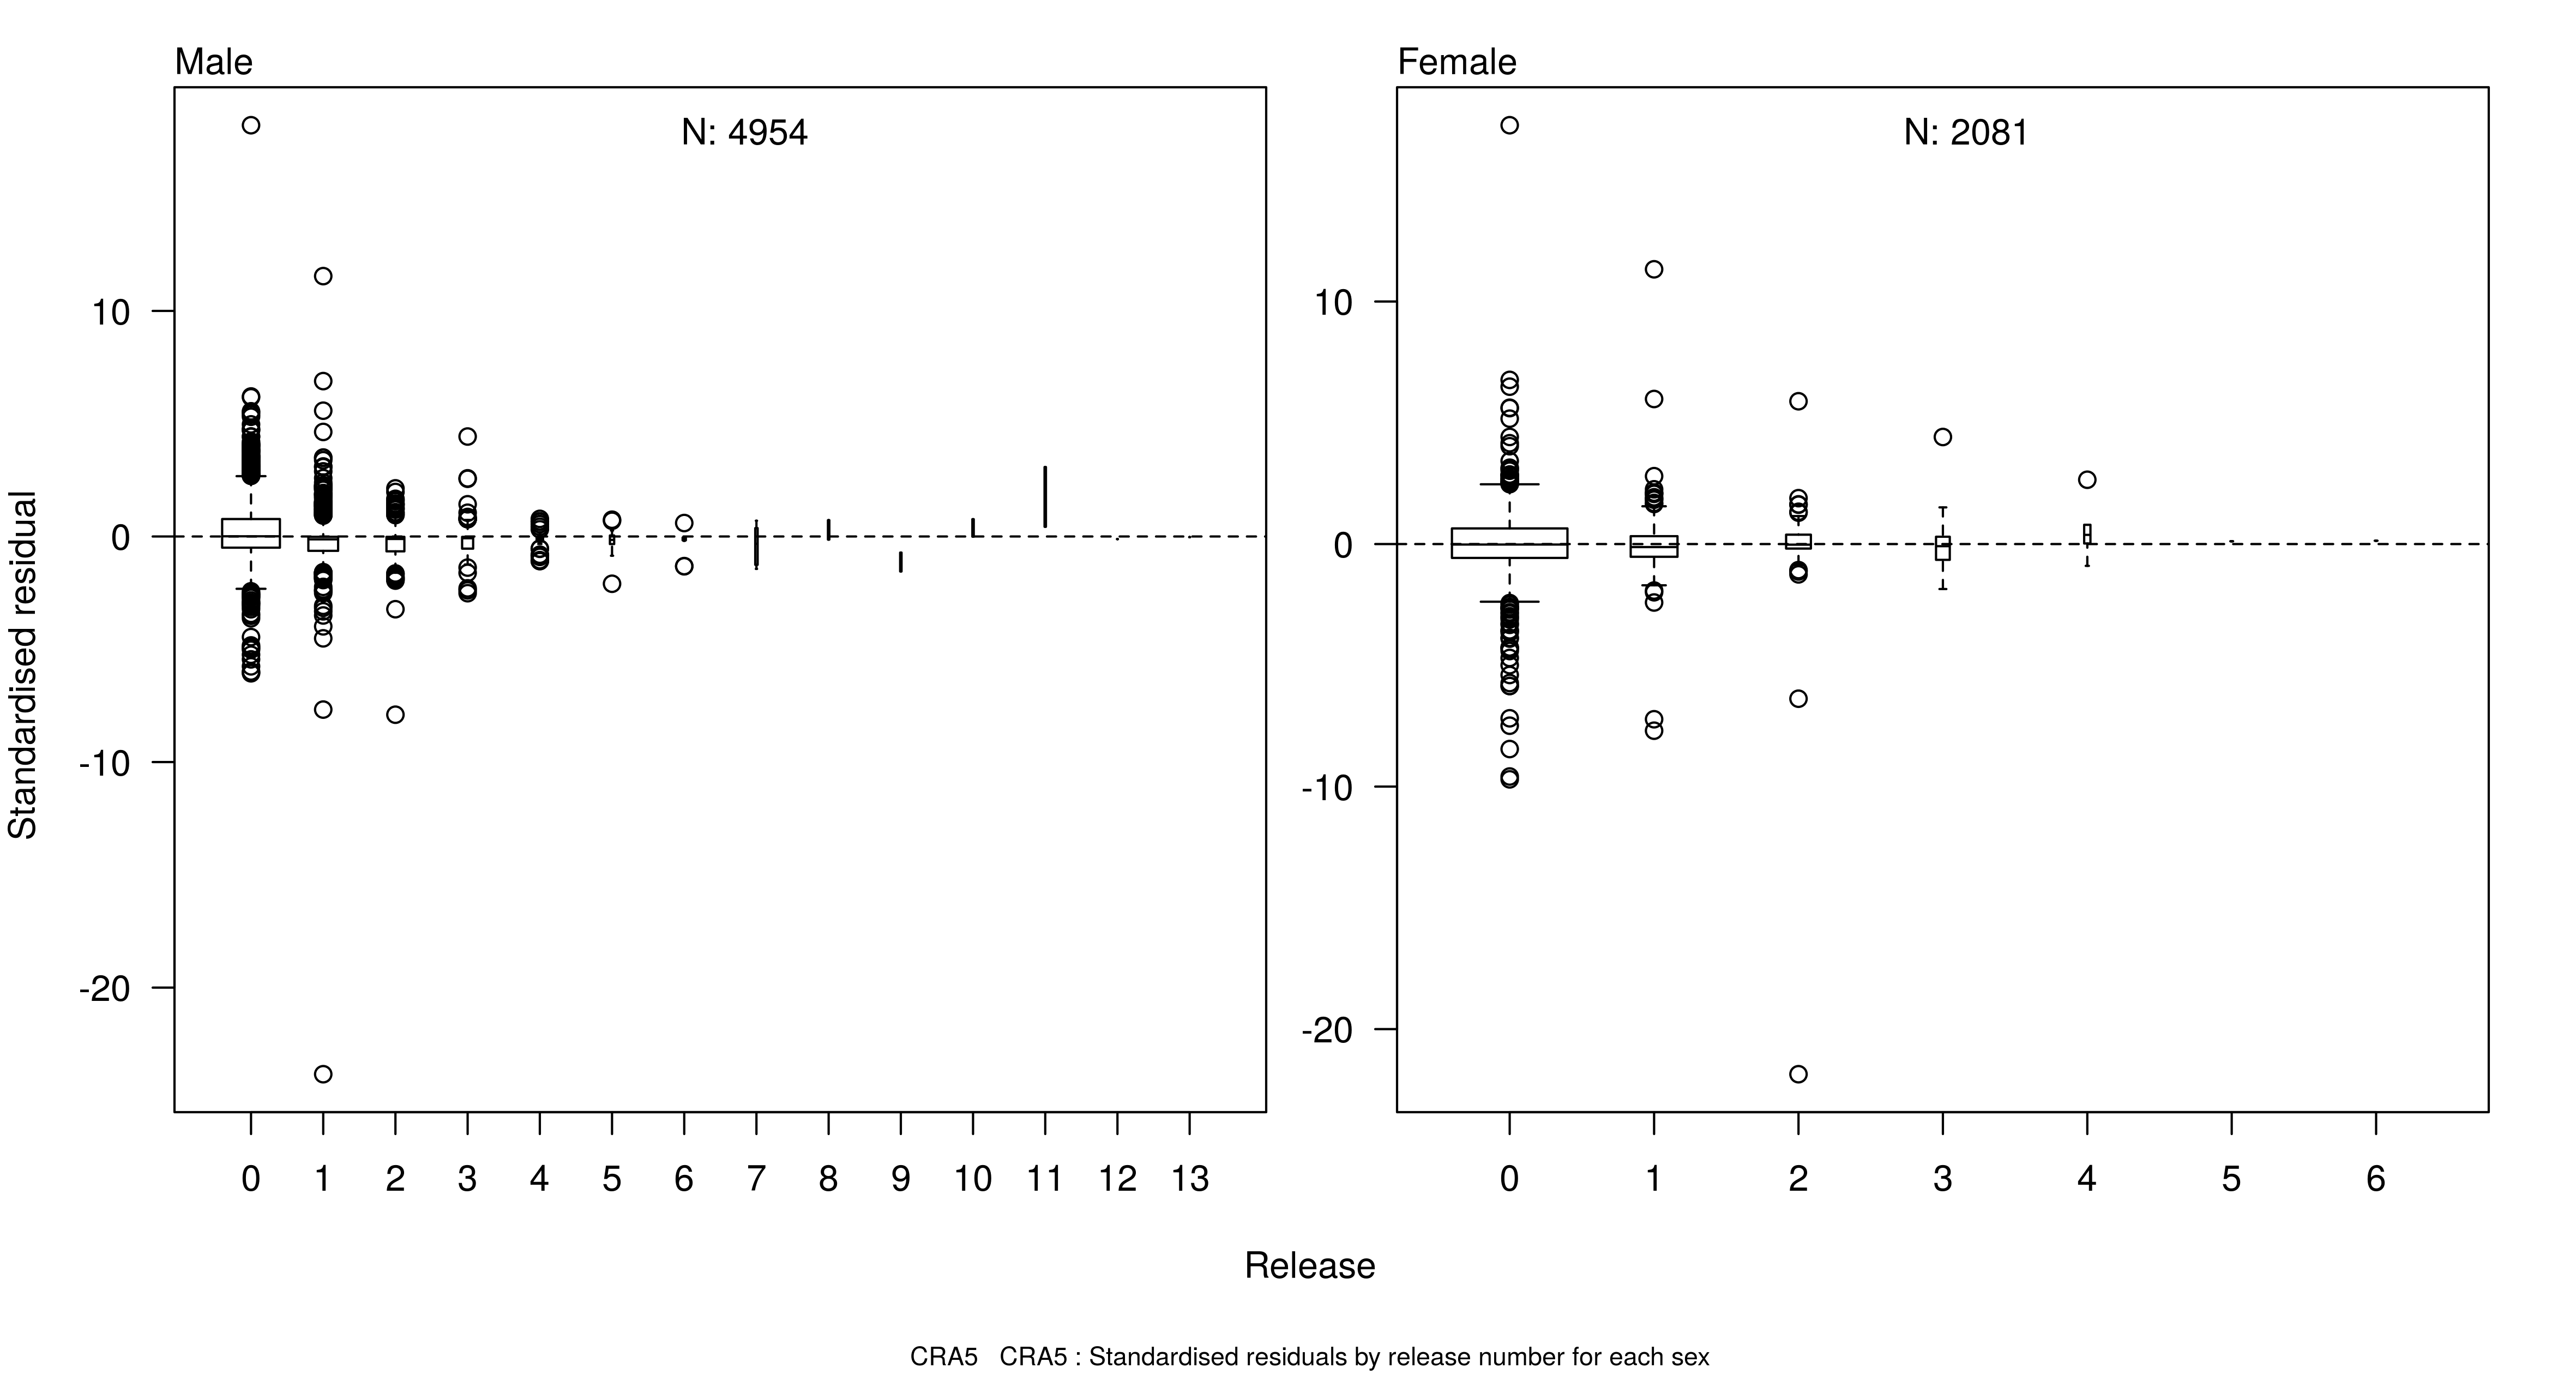 Male
Female
N: 4954
N: 2081
Standardised residual
10
0
-10
-20
10
0
-10
-20
0 1 2 3 4 5 6 7 8 9 10 11 12 13
0 1 2 3 4 5 6
Release
CRA5 CRA5 : Standardised residuals by release number for each sex